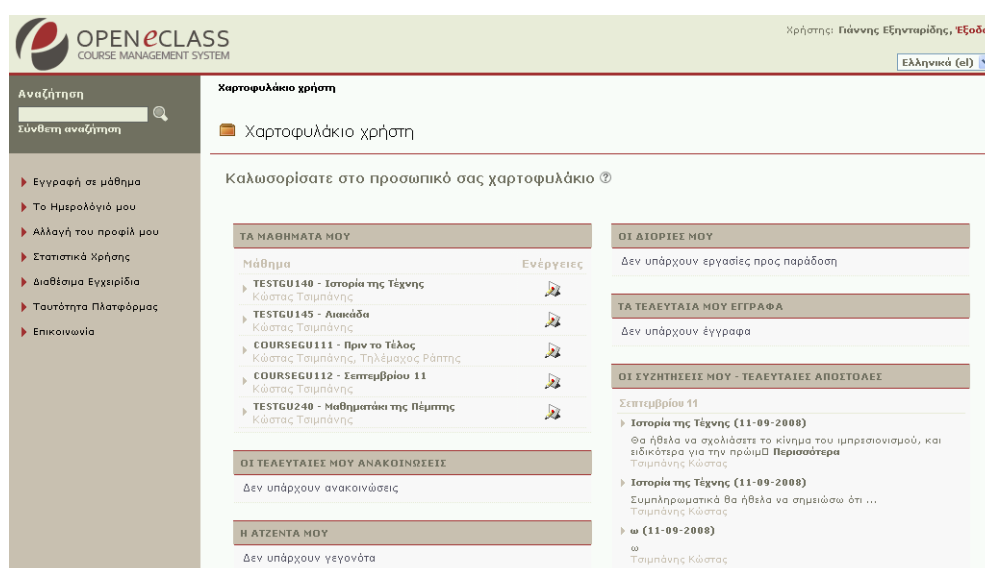 OPEN eCLASS
COURSE MANAGEMENT SYSTEM
Χρήστης: Γιάννης Εξηνταρίδης,
Ελληνικά (el)
Αναζήτηση
Σύνθετη αναζήτηση
Εγγραφή σε μάθημα
Το Ημερολόγιό μου
Αλλαγή του προφίλ μου
Στατιστικά Χρήσης
Διαθέσιμα Εγχειρίδια
Ταυτότητα Πλατφόρμας
Επικοινωνία
Χαρτοφυλάκιο χρήστη
Χαρτοφυλάκιο χρήστη
Καλωσορίσατε στο προσωπικό σας χαρτοφυλάκιο
ΤΑ ΜΑΘΗΜΑΤΑ ΜΟΥ
Μάθημα Ενέργειες
TESTGU140 - Ιστορία της Τέχνης
Κώστας Τσιμπάνης
TESTGU145 - Λιακάδα
Κώστας Τσιμπάνης
COURSEGU111 - Πριν το Τέλος
Κώστας Τσιμπάνης, Τηλέμαχος Ράπτης
COURSEGU112 - Σεπτεμβρίου 11
Κώστας Τσιμπάνης
TESTGU240 - Μαθηματάκι της Πέμπτης
Κώστας Τσιμπάνης
ΟΙ ΤΕΛΕΥΤΑΙΕΣ ΜΟΥ ΑΝΑΚΟΙΝΩΣΕΙΣ
Δεν υπάρχουν ανακοινώσεις
Η ΑΤΖΕΝΤΑ ΜΟΥ
Δεν υπάρχουν γεγονότα
ΟΙ ΔΙΟΡΙΕΣ ΜΟΥ
Δεν υπάρχουν εργασίες προς παράδοση
ΤΑ ΤΕΛΕΥΤΑΙΑ ΜΟΥ ΕΓΓΡΑΦΑ
Δεν υπάρχουν έγγραφα
ΟΙ ΣΥΖΗΤΗΣΕΙΣ ΜΟΥ - ΤΕΛΕΥΤΑΙΕΣ ΑΠΟΣΤΟΛΕΣ
Σεπτεμβρίου 11
Ιστορία της Τέχνης (11-09-2008)
Θα ήθελα να σχολιάσετε το κίνημα του ιμπρεσιονισμού, και
ειδικότερα για την πρώιμ Περισσότερα
Τσιμπάνης Κώστας
Ιστορία της Τέχνης (11-09-2008)
Συμπληρωματικά θα ήθελα να σημειώσω ότι ...
Τσιμπάνης Κώστας
ω (11-09-2008)
ω
Τσιμπάνης Κώστας